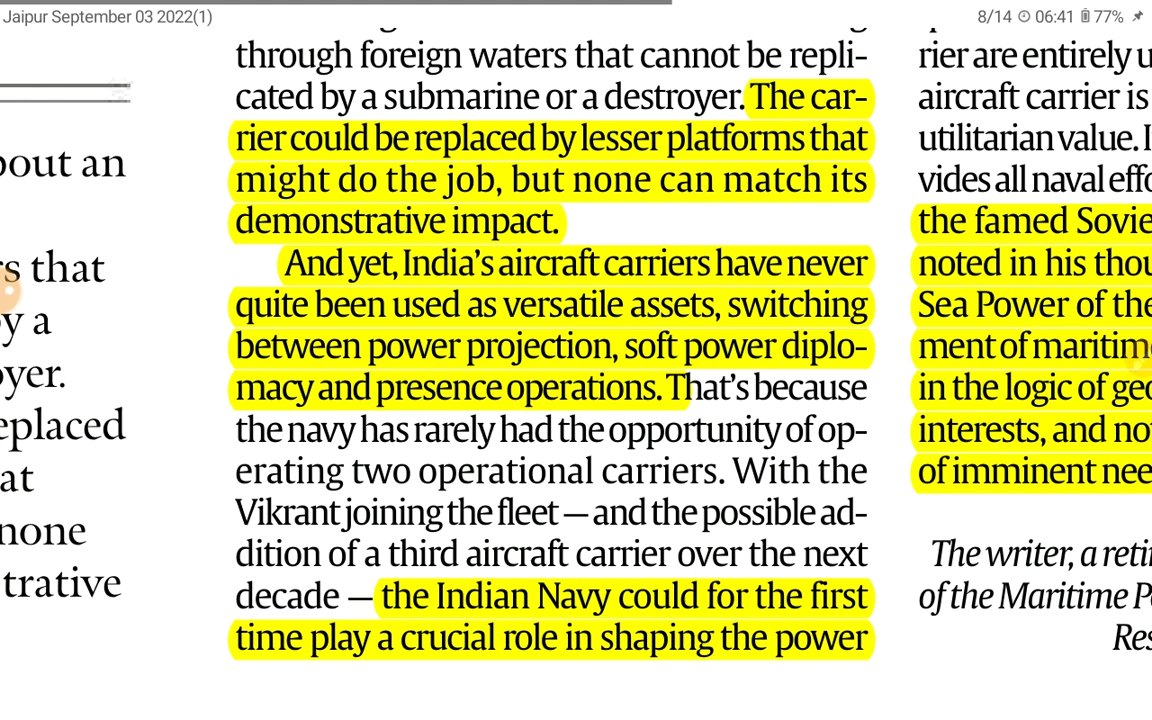 Jaipur September 03 2022(1)
8/14 06:41 77%
bout an
s that
y a
oyer.
eplaced
at
none
trative
through foreign waters that cannot be repli-
cated by a submarine or a destroyer. The car-
rier could be replaced by lesser platforms that
might do the job, but none can match its
demonstrative impact.
And yet, India's aircraft carriers have never
quite been used as versatile assets, switching
between power projection, soft power diplo-
macy and presence operations. That's because
the navy has rarely had the opportunity of op-
erating two operational carriers. With the
Vikrant joining the fleet — and the possible ad-
dition of a third aircraft carrier over the next
decade — the Indian Navy could for the first
time play a crucial role in shaping the power
rier are entirely u
aircraft carrier is
utilitarian value. I
vides all naval effo
the famed Sovie
noted in his thou
Sea Power of the
ment of maritime
in the logic of geo
interests, and no
of imminent nee
The writer, a reti
of the Maritime P
Res